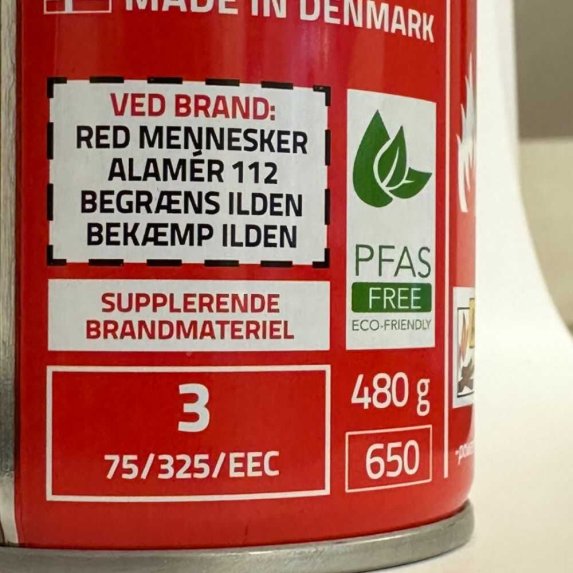 MADE IN DENMARK
VED BRAND:
RED MENNESKER
ALAMÉR 112
BEGRÆNS ILDEN
BEKÆMP ILDEN
PFAS
FREE
ECO-FRIENDLY
SUPPLERENDE
BRANDMATERIEL
3
75/325/EEC
480 g
650